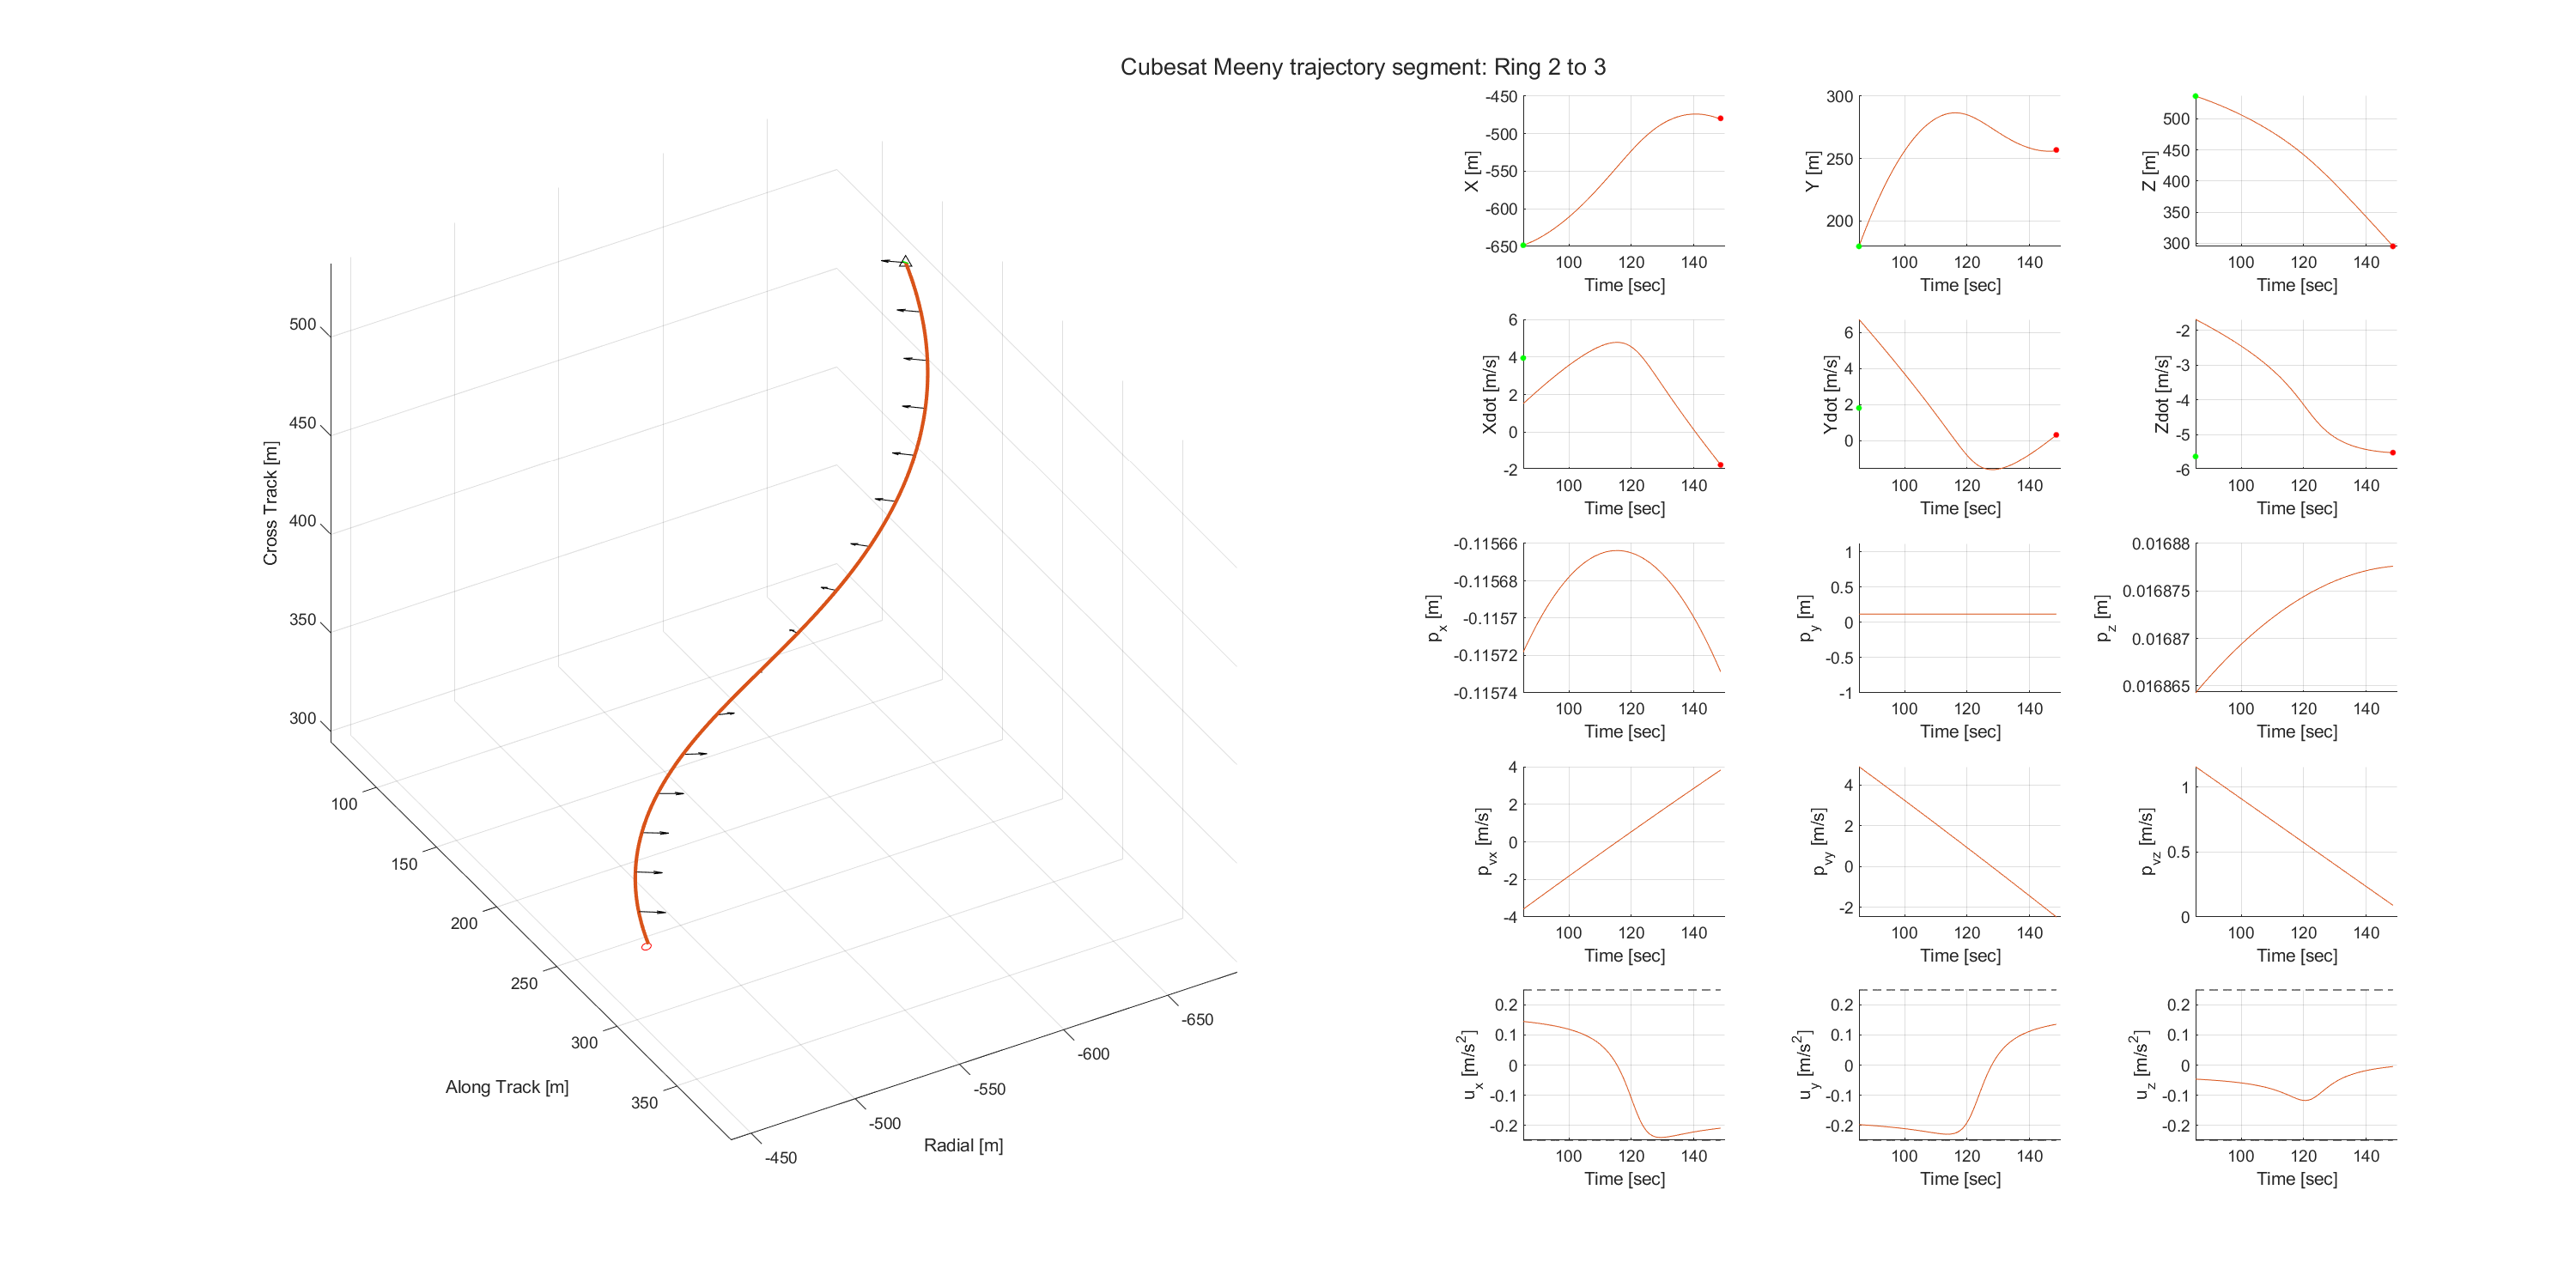 Cubesat Meeny trajectory segment: Ring 2 to 3
500
450
400
350
300
Cross Track [m]
100
150
200
250
300
350
Along Track [m]
-450
-500
-550
-600
-650
Radial [m]
-450
-500
-550
-600
-650
X [m]
100 120 140
Time [sec]
300
250
200
Y [m]
100 120 140
Time [sec]
500
450
400
350
300
Z [m]
100 120 140
Time [sec]
6
4
2
0
-2
Xdot [m/s]
100 120 140
Time [sec]
6
4
2
0
Ydot [m/s]
100 120 140
Time [sec]
-2
-3
-4
-5
-6
Zdot [m/s]
100 120 140
Time [sec]
-0.11566
-0.11568
-0.1157
-0.11572
-0.11574
p_x [m]
100 120 140
Time [sec]
1
0.5
0
-0.5
-1
p_y [m]
100 120 140
Time [sec]
0.01688
0.016875
0.01687
0.016865
p_z [m]
100 120 140
Time [sec]
4
2
0
-2
-4
p_vx [m/s]
100 120 140
Time [sec]
4
2
0
-2
p_vy [m/s]
100 120 140
Time [sec]
1
0.5
0
p_vz [m/s]
100 120 140
Time [sec]
0.2
0.1
0
-0.1
-0.2
u_x [m/s²]
100 120 140
Time [sec]
0.2
0.1
0
-0.1
-0.2
u_y [m/s²]
100 120 140
Time [sec]
0.2
0.1
0
-0.1
-0.2
u_z [m/s²]
100 120 140
Time [sec]